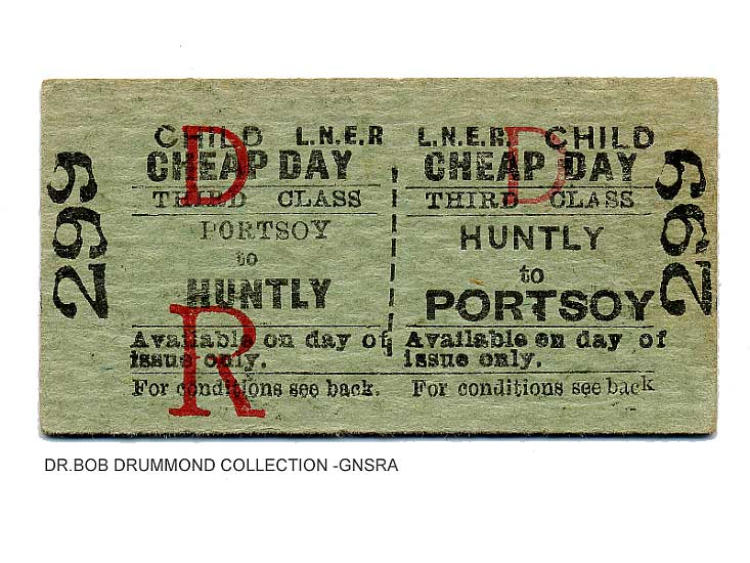 299
CHILD L.N.E.R
CHEAP DAY
THIRD CLASS
PORTSOY
to
HUNTLY
Available on day of
issue only.
For conditions see back.
D
R
L.N.E.R. CHILD
CHEAP DAY
THIRD CLASS
HUNTLY
to
PORTSOY
Available on day of
issue only.
For conditions see back
D
299
DR.BOB DRUMMOND COLLECTION -GNSRA